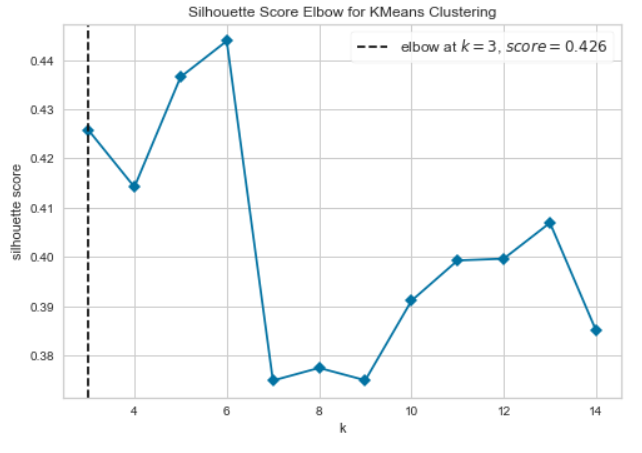 Silhouette Score Elbow for KMeans Clustering
elbow at k = 3, score = 0.426
0.44
0.43
0.42
0.41
0.40
0.39
0.38
silhouette score
4 6 8 10 12 14
k